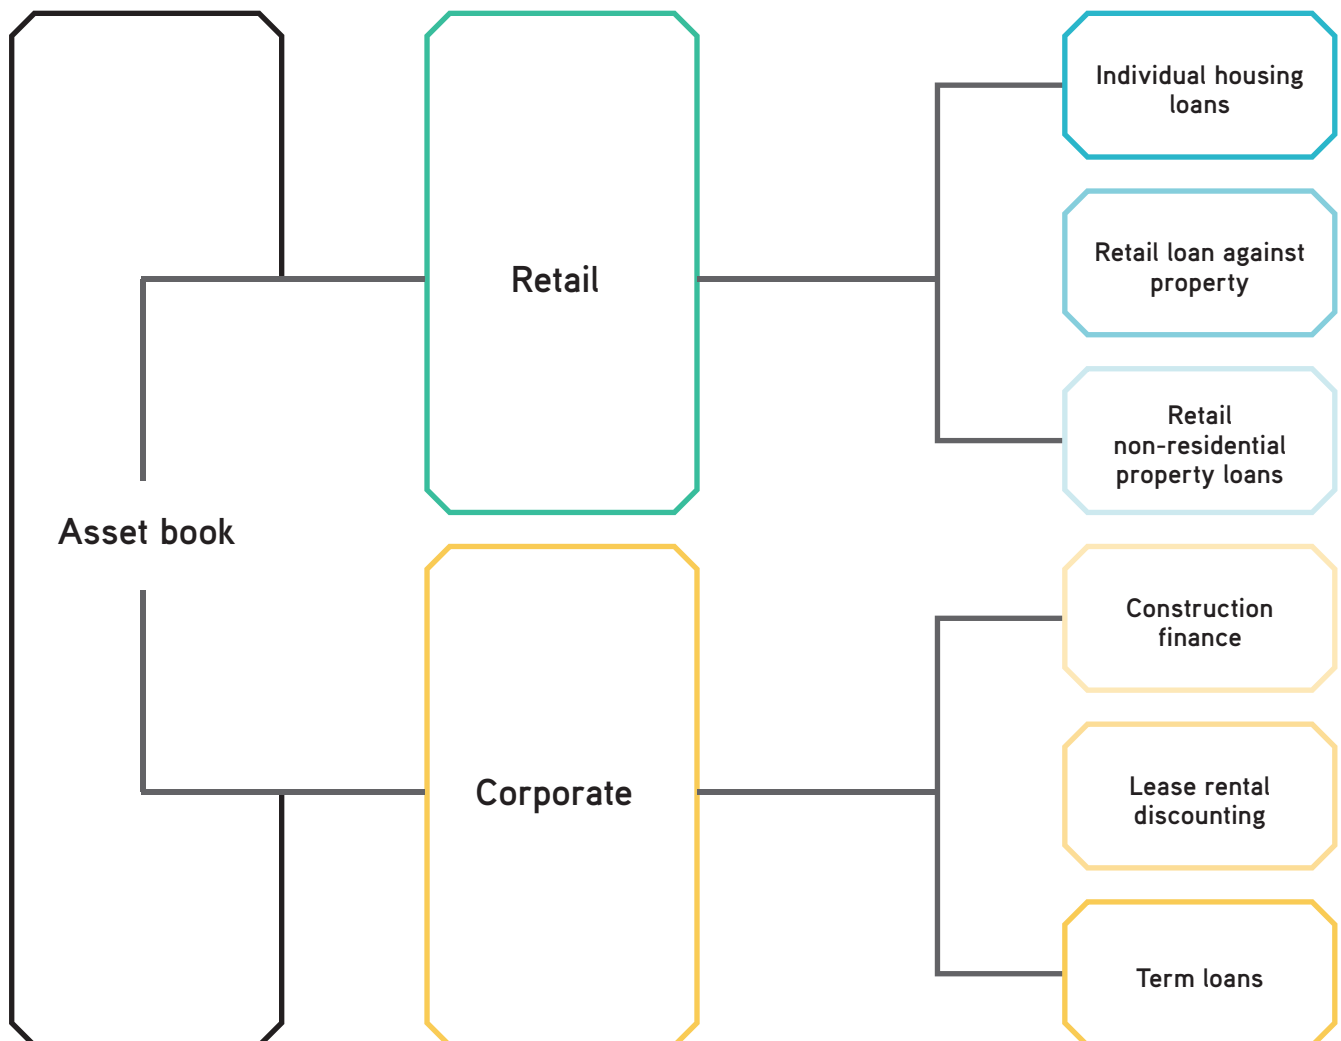 Asset book
Retail
Individual housing
loans
Retail loan against
property
Retail
non-residential
property loans
Corporate
Construction
finance
Lease rental
discounting
Term loans